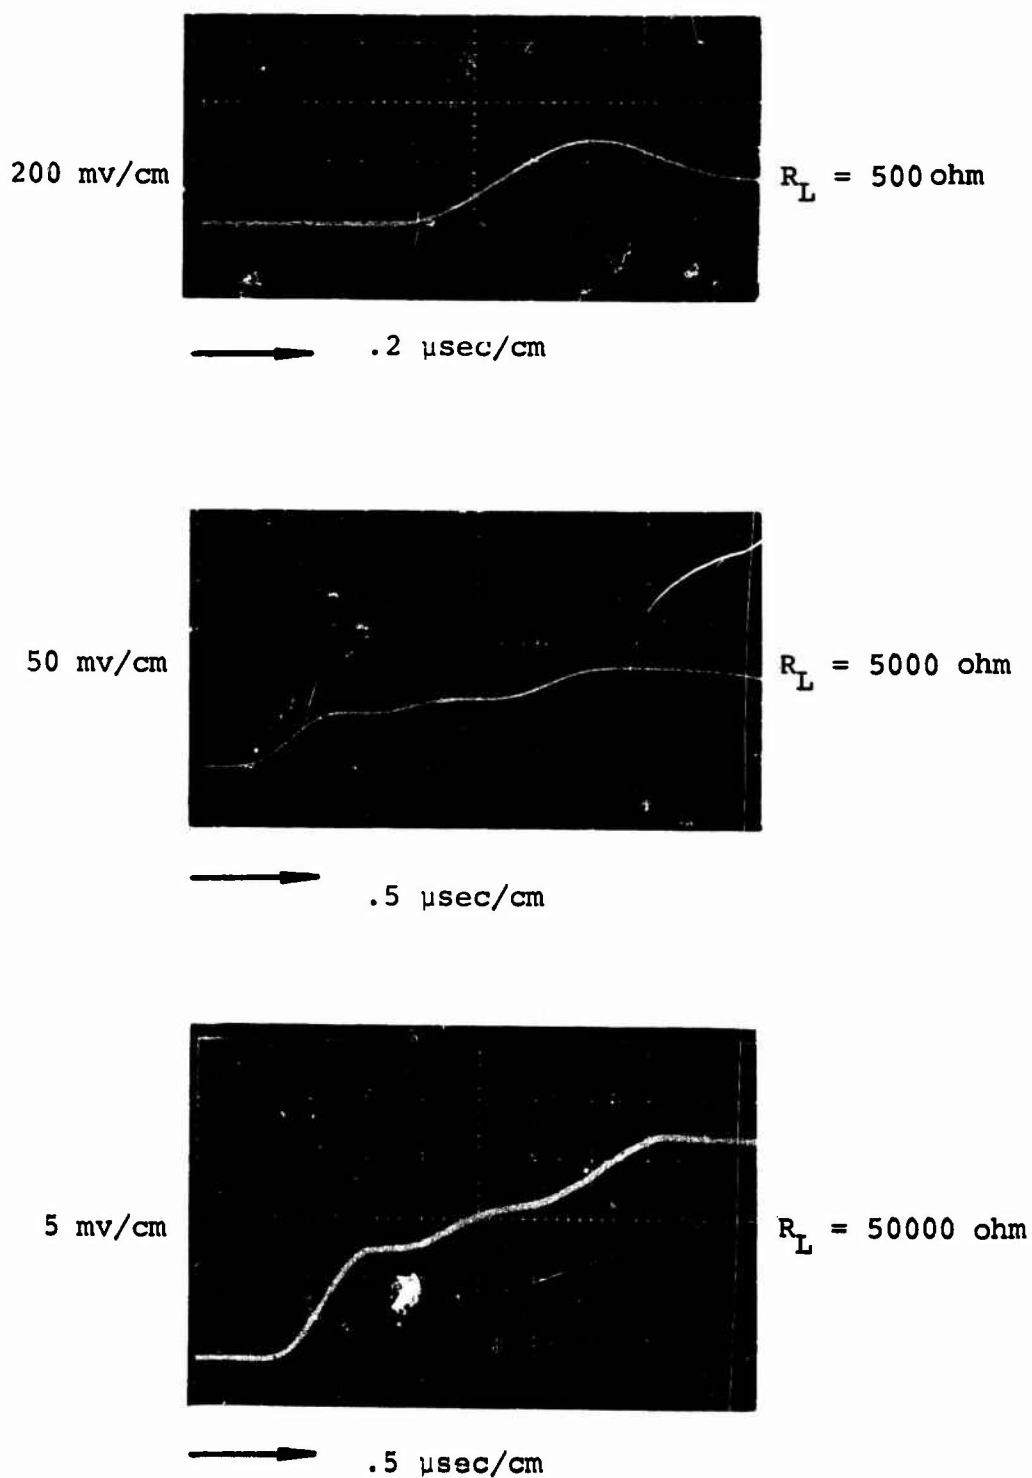 200 mv/cm
R_L = 500 ohm
.2 µsec/cm
50 mv/cm
R_L = 5000 ohm
.5 µsec/cm
5 mv/cm
R_L = 50000 ohm
.5 µsec/cm